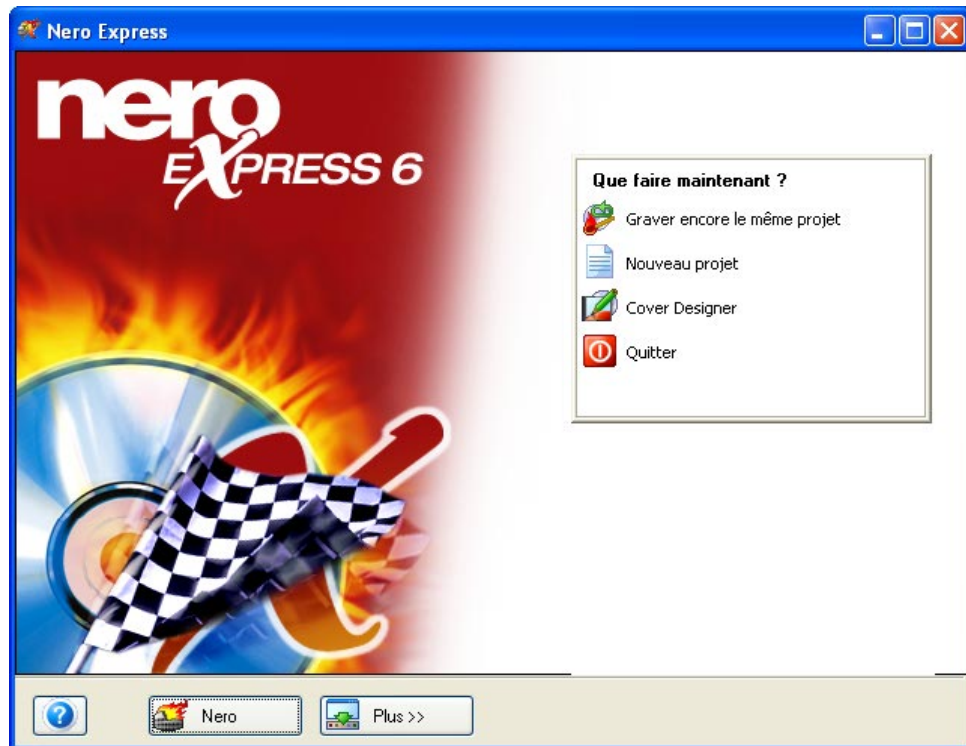 Nero Express
nero
EXPRESS 6
Que faire maintenant ?
Graver encore le même projet
Nouveau projet
Cover Designer
Quitter
Nero
Plus >>